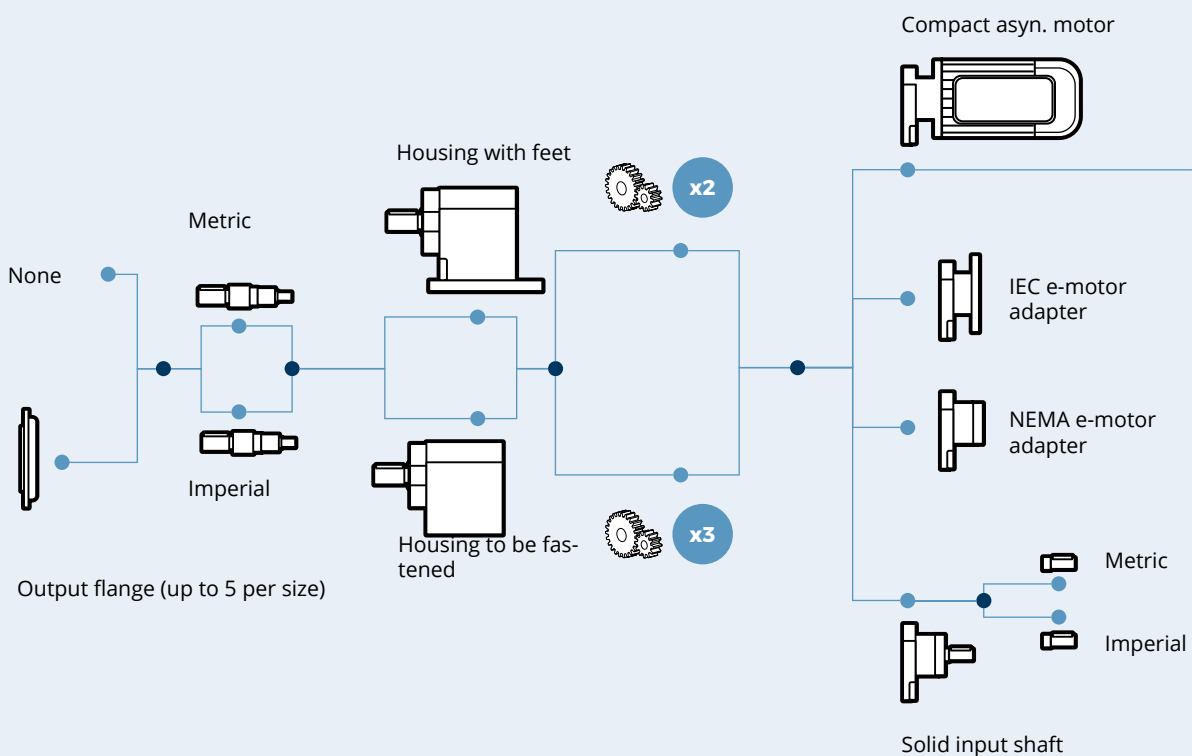 Compact asyn. motor
Housing with feet
x2
Metric
None
IEC e-motor
adapter
NEMA e-motor
adapter
Imperial
x3
Housing to be fas-
tened
Output flange (up to 5 per size)
Metric
Imperial
Solid input shaft